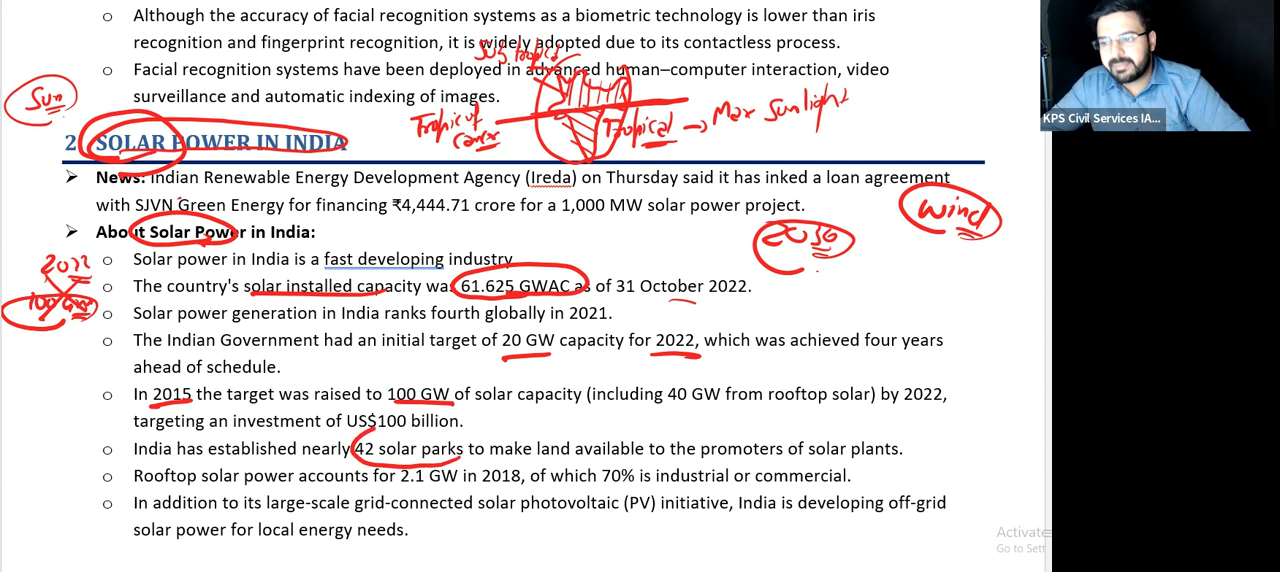 o Although the accuracy of facial recognition systems as a biometric technology is lower than iris
recognition and fingerprint recognition, it is widely adopted due to its contactless process.
Sub tropical
o Facial recognition systems have been deployed in advanced human–computer interaction, video
surveillance and automatic indexing of images.
Sun
Tropic of
Cancer
Tropical → Max Sunlight
KPS Civil Services IA...
2 SOLAR POWER IN INDIA
➤ News: Indian Renewable Energy Development Agency (Ireda) on Thursday said it has inked a loan agreement
with SJVN Green Energy for financing ₹4,444.71 crore for a 1,000 MW solar power project.
Wind
➤ About Solar Power in India:
2030
o Solar power in India is a fast developing industry
2022
o The country's solar installed capacity was 61.625 GWAC as of 31 October 2022.
100 GW
o Solar power generation in India ranks fourth globally in 2021.
o The Indian Government had an initial target of 20 GW capacity for 2022, which was achieved four years
ahead of schedule.
o In 2015 the target was raised to 100 GW of solar capacity (including 40 GW from rooftop solar) by 2022,
targeting an investment of US$100 billion.
o India has established nearly 42 solar parks to make land available to the promoters of solar plants.
o Rooftop solar power accounts for 2.1 GW in 2018, of which 70% is industrial or commercial.
o In addition to its large-scale grid-connected solar photovoltaic (PV) initiative, India is developing off-grid
solar power for local energy needs.
Activate
Go to Sett